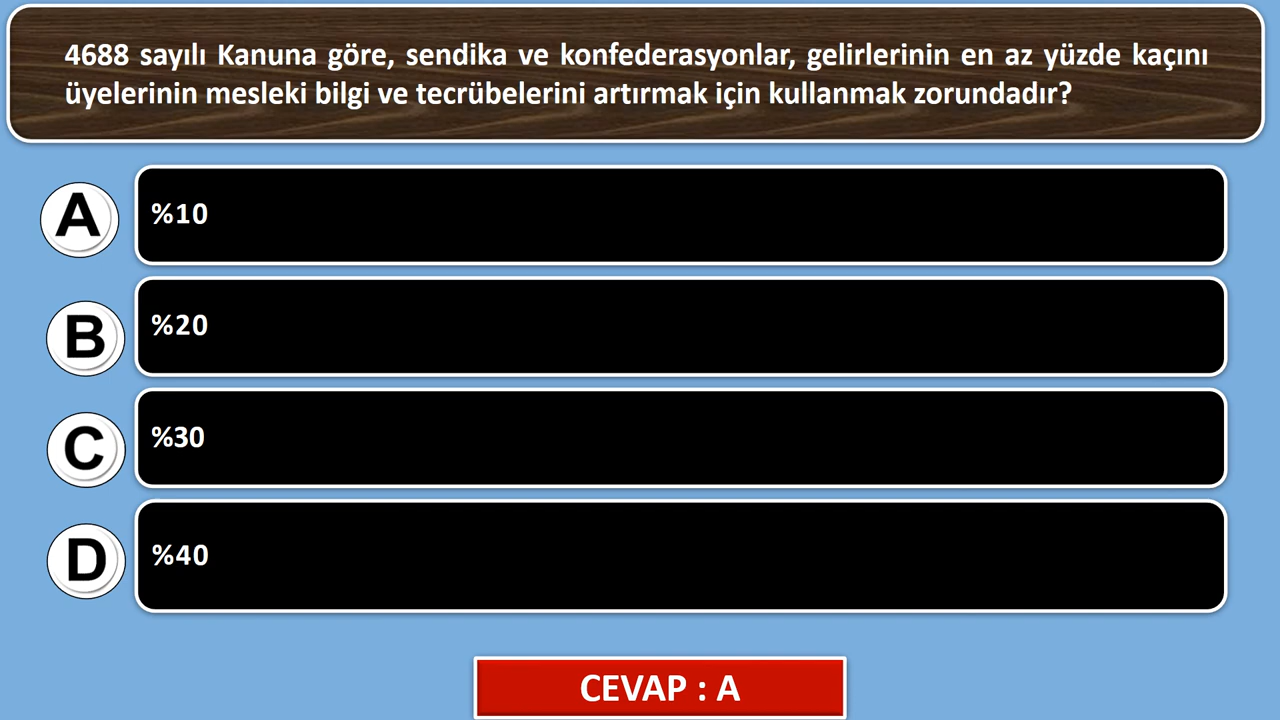 4688 sayılı Kanuna göre, sendika ve konfederasyonlar, gelirlerinin en az yüzde kaçını
üyelerinin mesleki bilgi ve tecrübelerini artırmak için kullanmak zorundadır?
A %10
B %20
C %30
D %40
CEVAP : A